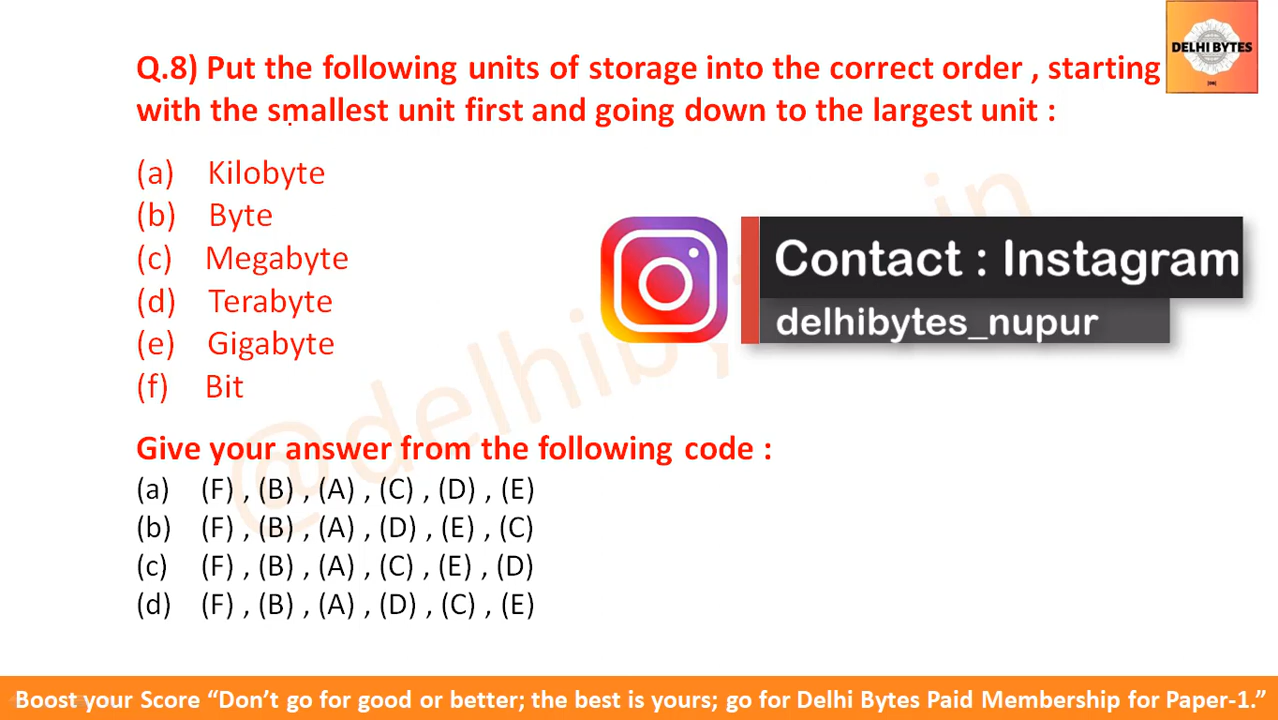 DELHI BYTES
Q.8) Put the following units of storage into the correct order , starting
with the smallest unit first and going down to the largest unit :
(a) Kilobyte
(b) Byte
(c) Megabyte
(d) Terabyte
(e) Gigabyte
(f) Bit
Contact : Instagram
delhibytes_nupur
Give your answer from the following code :
(a) (F) , (B) , (A) , (C) , (D) , (E)
(b) (F) , (B) , (A) , (D) , (E) , (C)
(c) (F) , (B) , (A) , (C) , (E) , (D)
(d) (F) , (B) , (A) , (D) , (C) , (E)
Boost your Score “Don’t go for good or better; the best is yours; go for Delhi Bytes Paid Membership for Paper-1.”